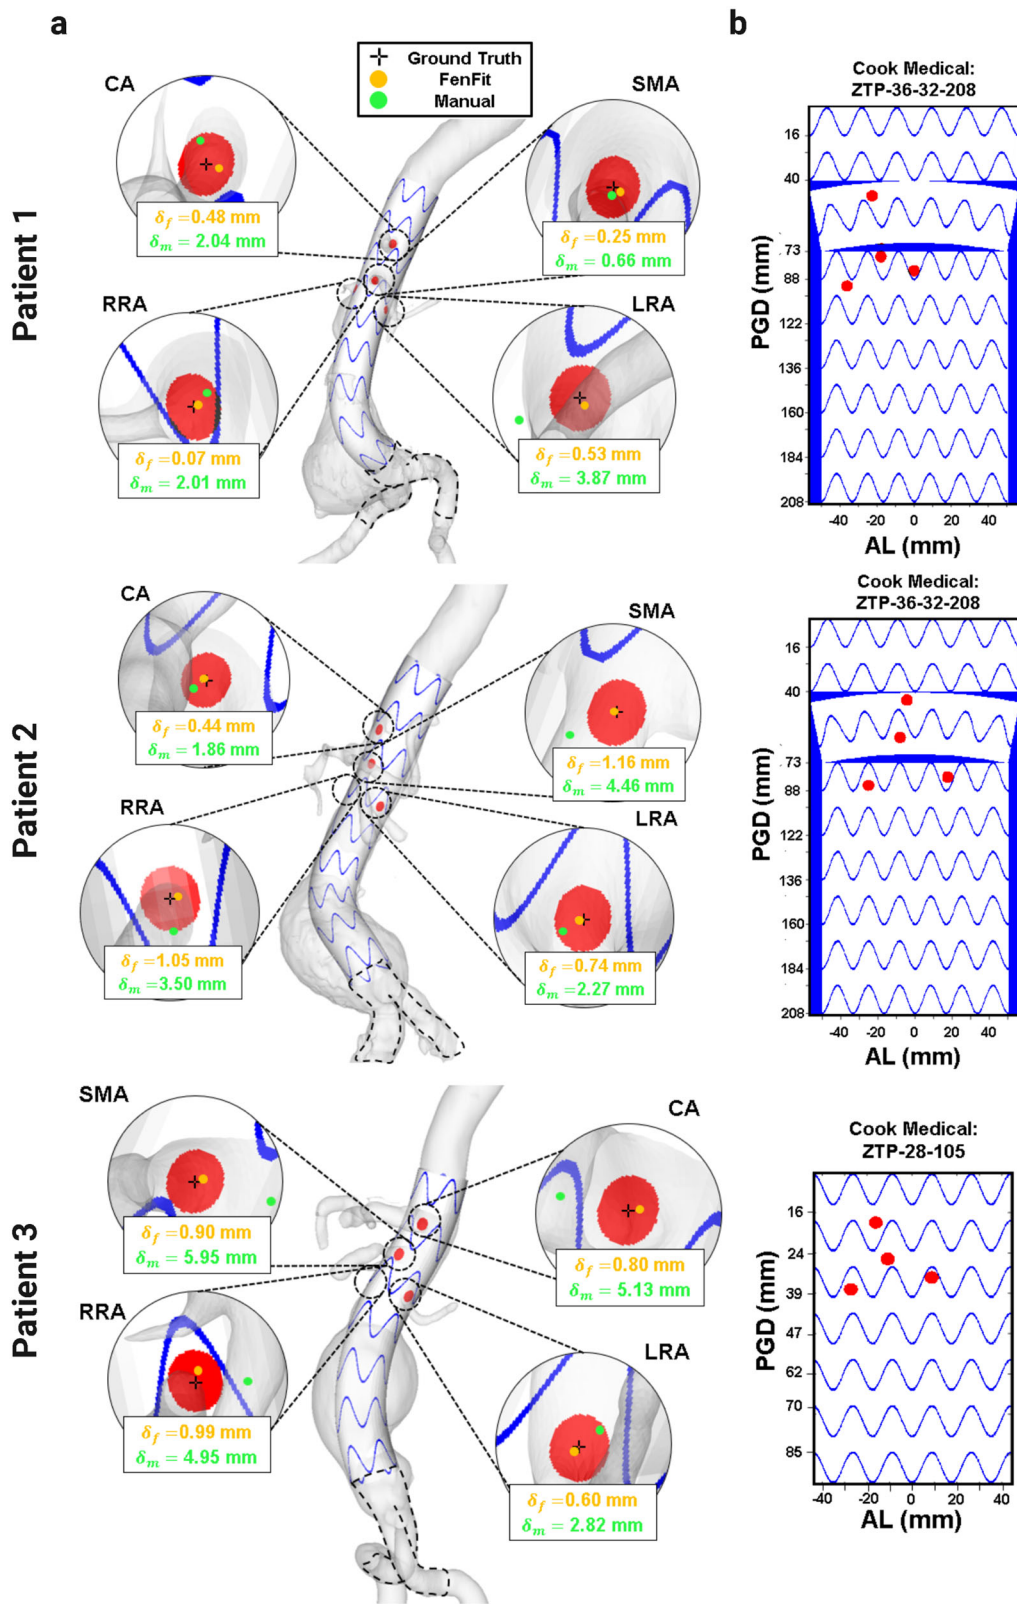 a
b
Ground Truth
FenFit
Manual
Patient 1
CA
δf =0.48 mm
δm = 2.04 mm
SMA
δf =0.25 mm
δm = 0.66 mm
RRA
δf =0.07 mm
δm = 2.01 mm
LRA
δf =0.53 mm
δm = 3.87 mm
Cook Medical:
ZTP-36-32-208
PGD (mm)
16
40
73
88
122
136
160
184
208
-40 -20 0 20 40
AL (mm)
Patient 2
CA
δf =0.44 mm
δm = 1.86 mm
SMA
δf =1.16 mm
δm = 4.46 mm
RRA
δf =1.05 mm
δm =3.50 mm
LRA
δf =0.74 mm
δm =2.27 mm
Cook Medical:
ZTP-36-32-208
PGD (mm)
16
40
73
88
122
136
160
184
208
-40 -20 0 20 40
AL (mm)
Patient 3
SMA
δf =0.90 mm
δm = 5.95 mm
CA
δf =0.80 mm
δm = 5.13 mm
RRA
δf =0.99 mm
δm = 4.95 mm
LRA
δf =0.60 mm
δm = 2.82 mm
Cook Medical:
ZTP-28-105
PGD (mm)
16
24
39
47
62
70
85
-40 -20 0 20 40
AL (mm)